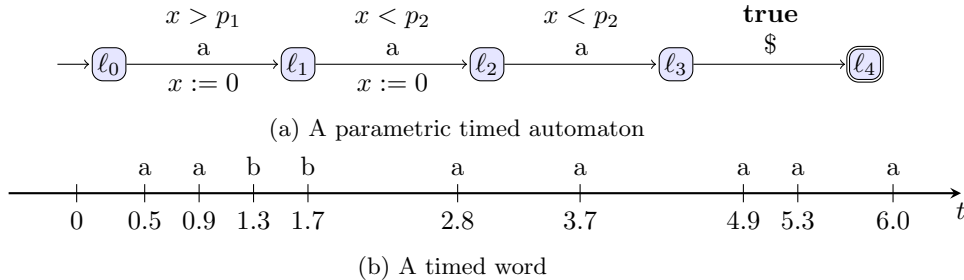 x > p₁ x < p₂ x < p₂ true
a a a $
ℓ₀ ℓ₁ ℓ₂ ℓ₃ ℓ₄
x := 0 x := 0
(a) A parametric timed automaton
a a b b a a a a a
0 0.5 0.9 1.3 1.7 2.8 3.7 4.9 5.3 6.0 t
(b) A timed word